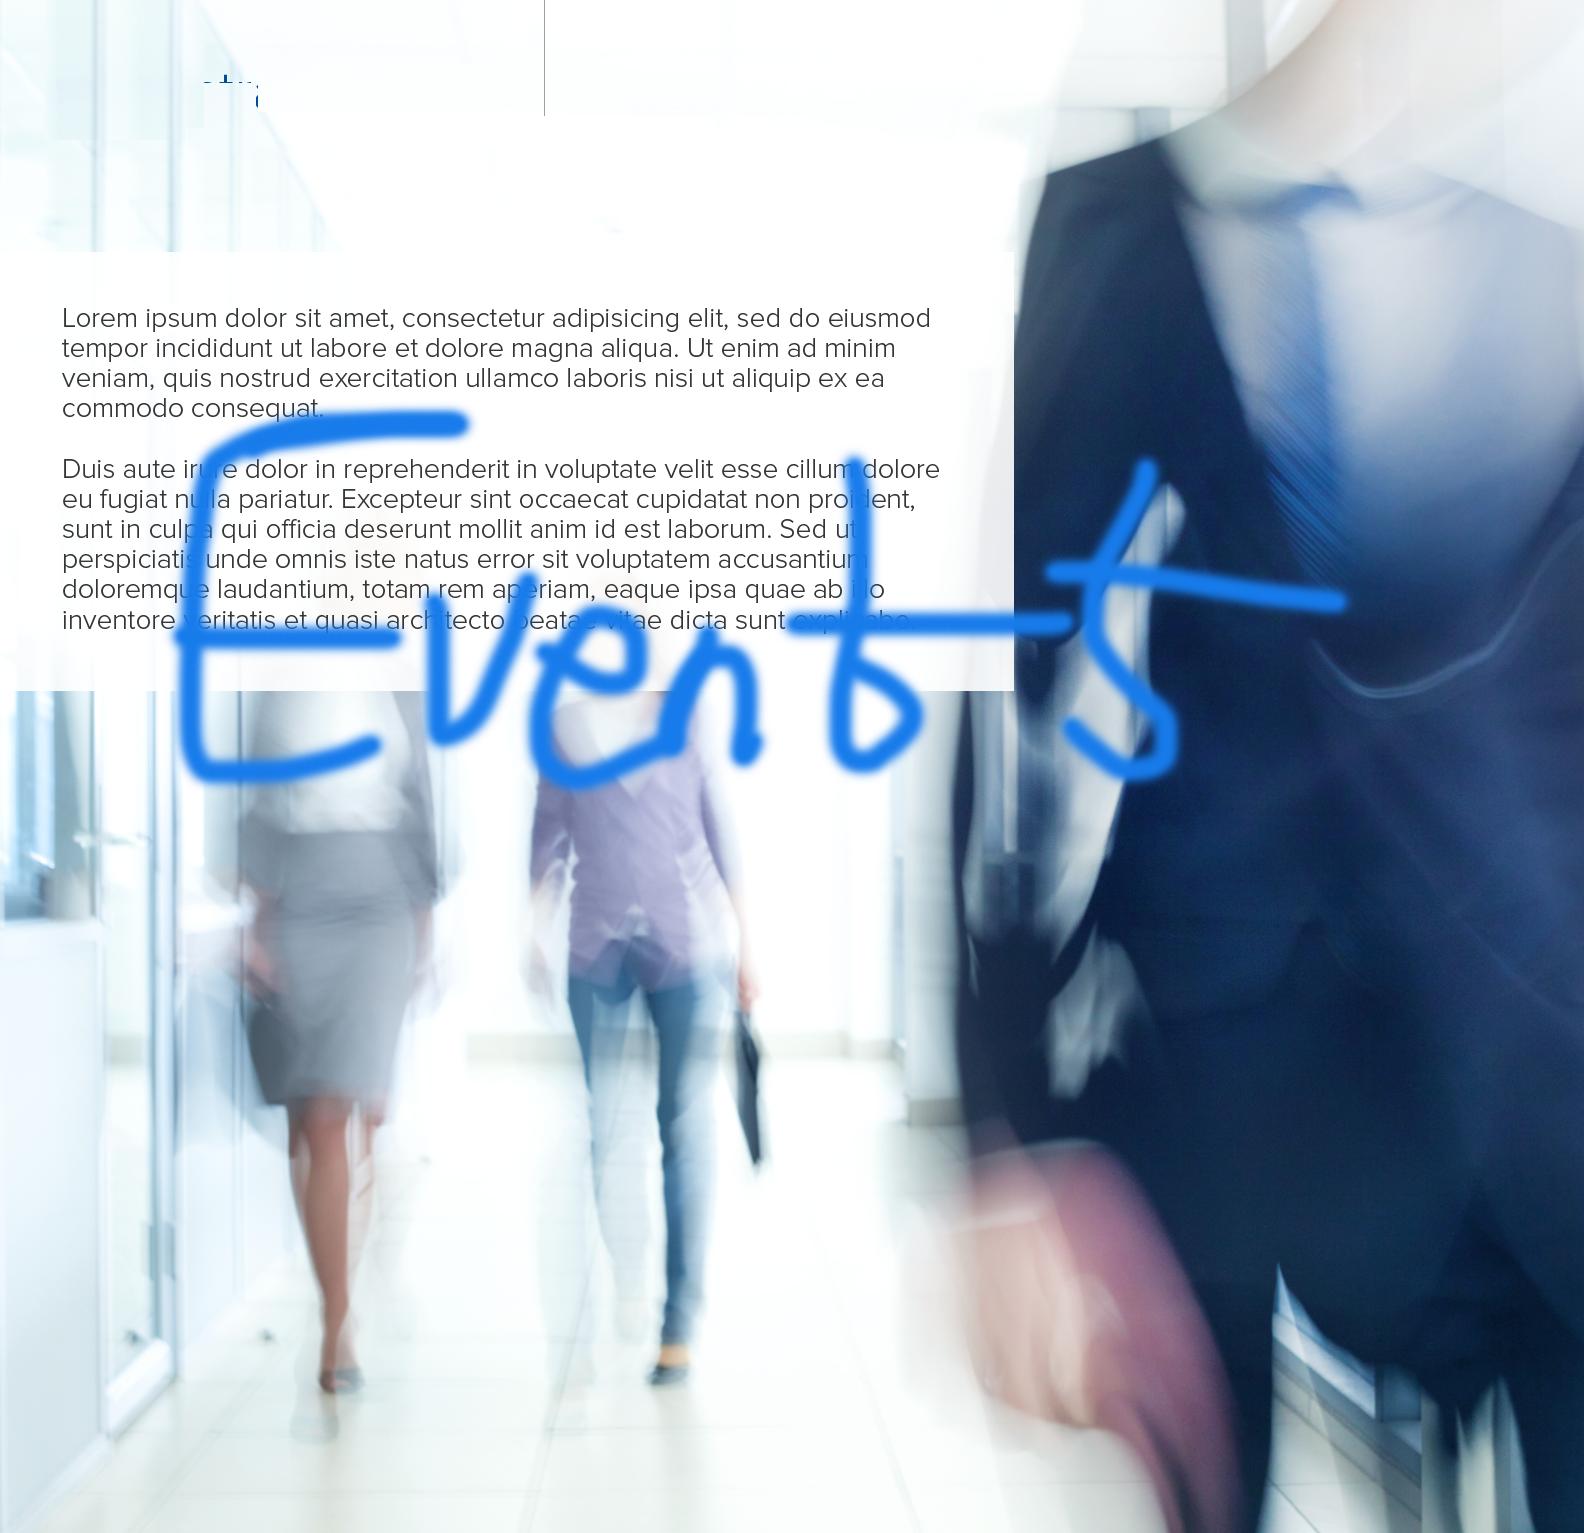 Lorem ipsum dolor sit amet, consectetur adipisicing elit, sed do eiusmod
tempor incididunt ut labore et dolore magna aliqua. Ut enim ad minim
veniam, quis nostrud exercitation ullamco laboris nisi ut aliquip ex ea
commodo consequat.
Duis aute irure dolor in reprehenderit in voluptate velit esse cillum dolore
eu fugiat nulla pariatur. Excepteur sint occaecat cupidatat non proident,
sunt in culpa qui officia deserunt mollit anim id est laborum. Sed ut
perspiciatis unde omnis iste natus error sit voluptatem accusantium
doloremque laudantium, totam rem aperiam, eaque ipsa quae ab illo
inventore veritatis et quasi architecto beatae vitae dicta sunt explicabo.
Events